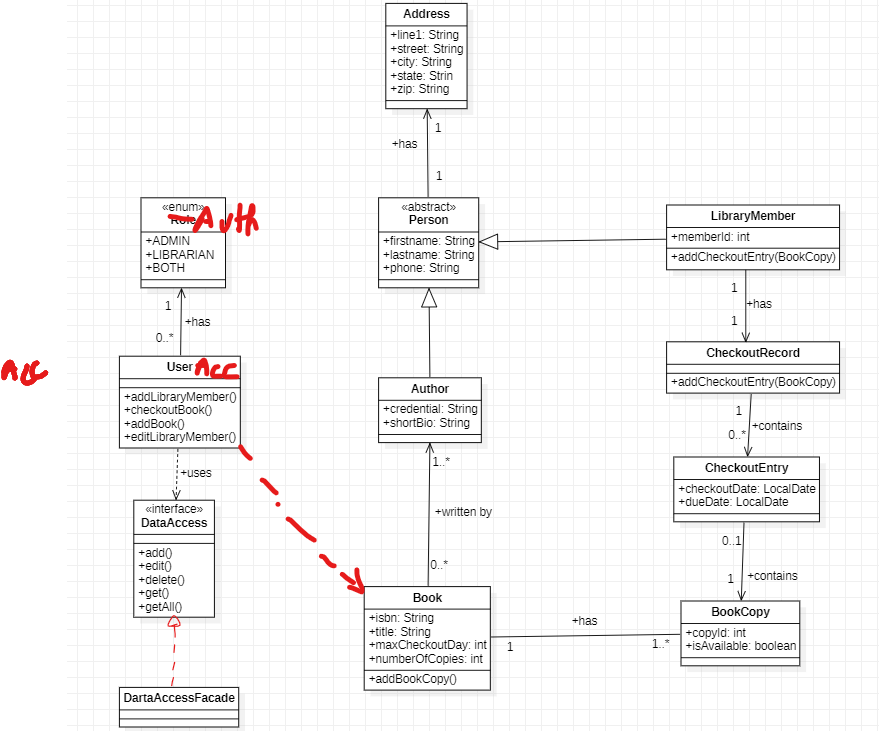 Address
+line1: String
+street: String
+city: String
+state: Strin
+zip: String
1
+has
1
«enum»
Auth
+ADMIN
+LIBRARIAN
+BOTH
«abstract»
Person
+firstname: String
+lastname: String
+phone: String
LibraryMember
+memberId: int
+addCheckoutEntry(BookCopy)
1
+has
0..*
1
+has
1
User Acc
+addLibraryMember()
+checkoutBook()
+addBook()
+editLibraryMember()
CheckoutRecord
+addCheckoutEntry(BookCopy)
Author
+credential: String
+shortBio: String
1
+contains
0..*
+uses
1..*
CheckoutEntry
+checkoutDate: LocalDate
+dueDate: LocalDate
«interface»
DataAccess
+add()
+edit()
+delete()
+get()
+getAll()
+written by
0..*
0..1
+contains
1
Book
+isbn: String
+title: String
+maxCheckoutDay: int
+numberOfCopies: int
+addBookCopy()
1
+has
1..*
BookCopy
+copyId: int
+isAvailable: boolean
DartaAccessFacade